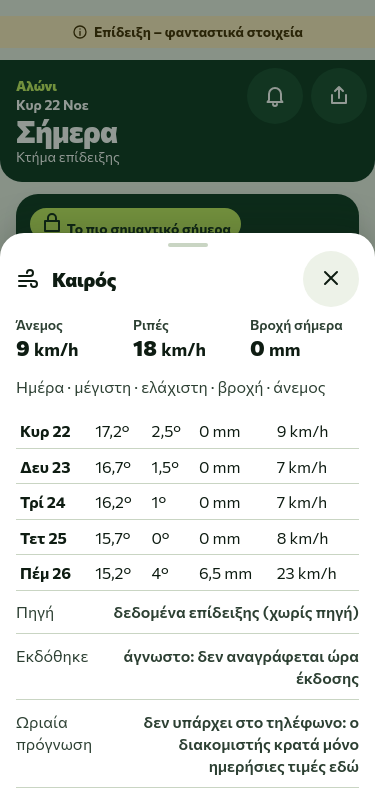 Επίδειξη – φανταστικά στοιχεία
Αλώνι
Κυρ 22 Νοε
Σήμερα
Κτήμα επίδειξης
Το πιο σημαντικό σήμερα
Καιρός
Άνεμος Ριπές Βροχή σήμερα
9 km/h 18 km/h 0 mm
Ημέρα · μέγιστη · ελάχιστη · βροχή · άνεμος
Κυρ 22 17,2° 2,5° 0 mm 9 km/h
Δευ 23 16,7° 1,5° 0 mm 7 km/h
Τρί 24 16,2° 1° 0 mm 7 km/h
Τετ 25 15,7° 0° 0 mm 8 km/h
Πέμ 26 15,2° 4° 6,5 mm 23 km/h
Πηγή δεδομένα επίδειξης (χωρίς πηγή)
Εκδόθηκε άγνωστο: δεν αναγράφεται ώρα
έκδοσης
Ωριαία δεν υπάρχει στο τηλέφωνο: ο
πρόγνωση διακομιστής κρατά μόνο
ημερήσιες τιμές εδώ